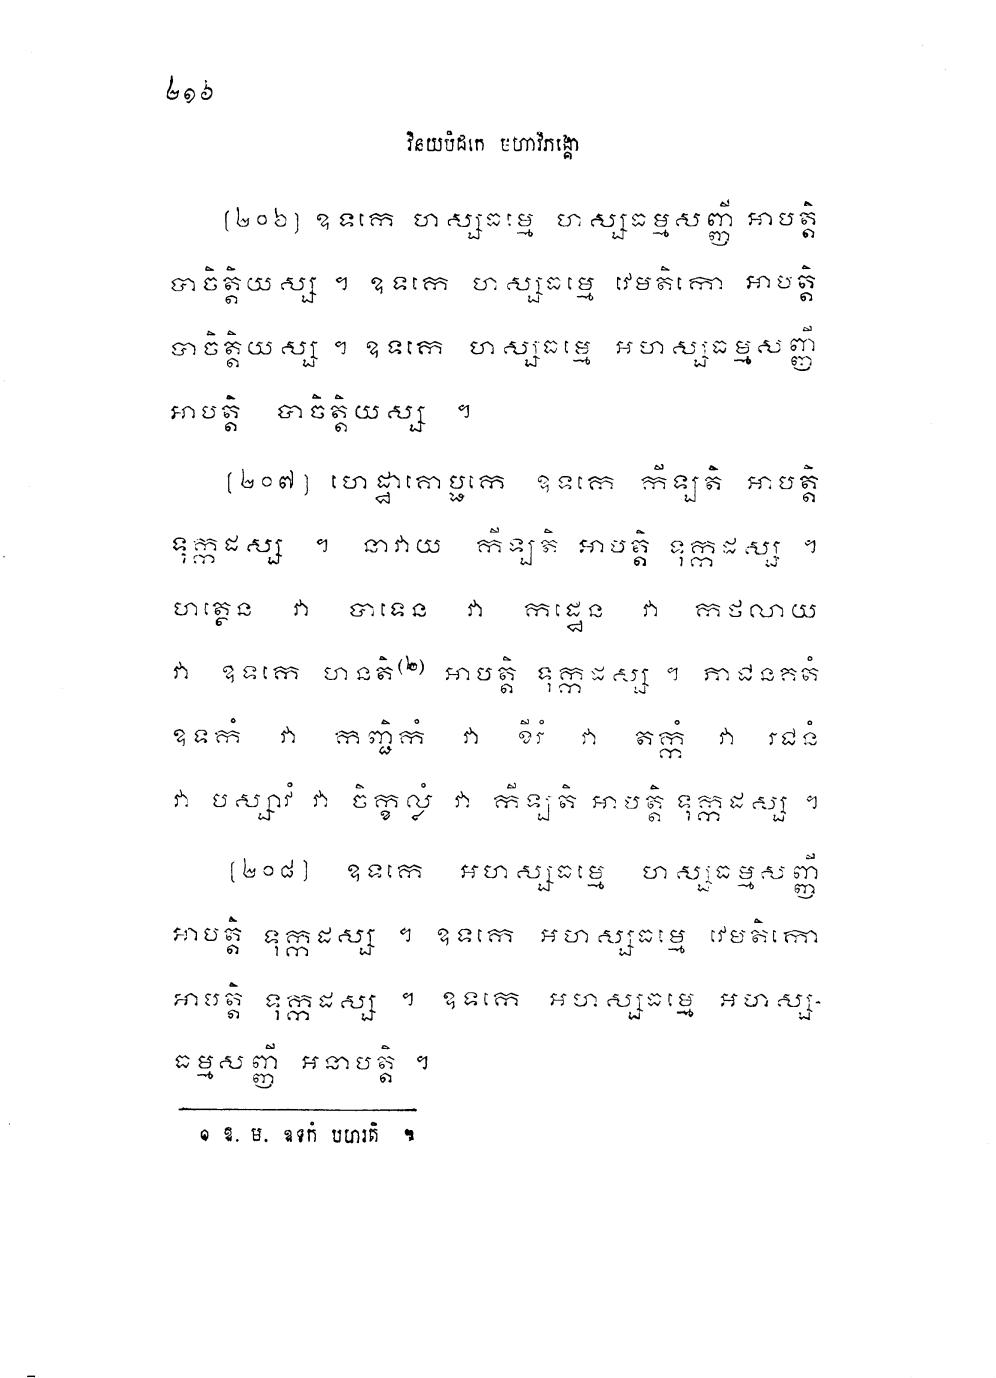 ២១៦
វិនយបិដកេ មហាវិភង្គោ
(២០៦) ឧទកេ ហស្សធម្មេ ហស្សធម្មសញ្ញី អាបត្តិ
បាចិត្តិយស្ស ។ ឧទកេ ហស្សធម្មេ វេមតិកោ អាបត្តិ
បាចិត្តិយស្ស ។ ឧទកេ ហស្សធម្មេ អហស្សធម្មសញ្ញី
អាបត្តិ បាចិត្តិយស្ស ។
(២០៧) ហេដ្ឋាគោប្ផកេ ឧទកេ កីឡតិ អាបត្តិ
ទុក្កដស្ស ។ នាវាយ កីឡតិ អាបត្តិ ទុក្កដស្ស ។
ហត្ថេន វា បាទេន វា កដ្ឋេន វា កថលាយ
វា ឧទកេ ហនតិ(២) អាបត្តិ ទុក្កដស្ស ។ ភាជនគតំ
ឧទកំ វា កញ្ជិកំ វា ខីរំ វា តក្កំ វា រជនំ
វា បស្សាវំ វា ចិក្ខល្លំ វា កីឡតិ អាបត្តិ ទុក្កដស្ស ។
(២០៨) ឧទកេ អហស្សធម្មេ ហស្សធម្មសញ្ញី
អាបត្តិ ទុក្កដស្ស ។ ឧទកេ អហស្សធម្មេ វេមតិកោ
អាបត្តិ ទុក្កដស្ស ។ ឧទកេ អហស្សធម្មេ អហស្ស-
ធម្មសញ្ញី អនាបត្តិ ។
១ ឱ. ម. ឧទកំ បហរតិ ។